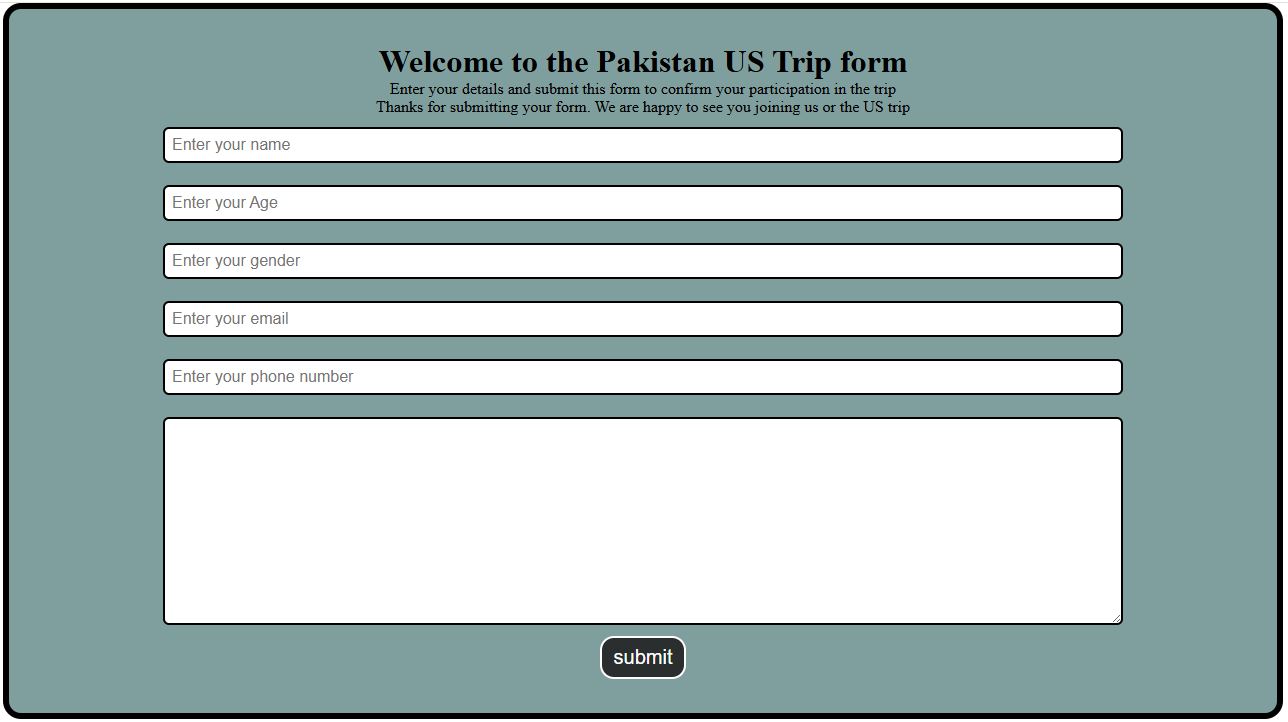 Welcome to the Pakistan US Trip form
Enter your details and submit this form to confirm your participation in the trip
Thanks for submitting your form. We are happy to see you joining us or the US trip
Enter your name
Enter your Age
Enter your gender
Enter your email
Enter your phone number
submit